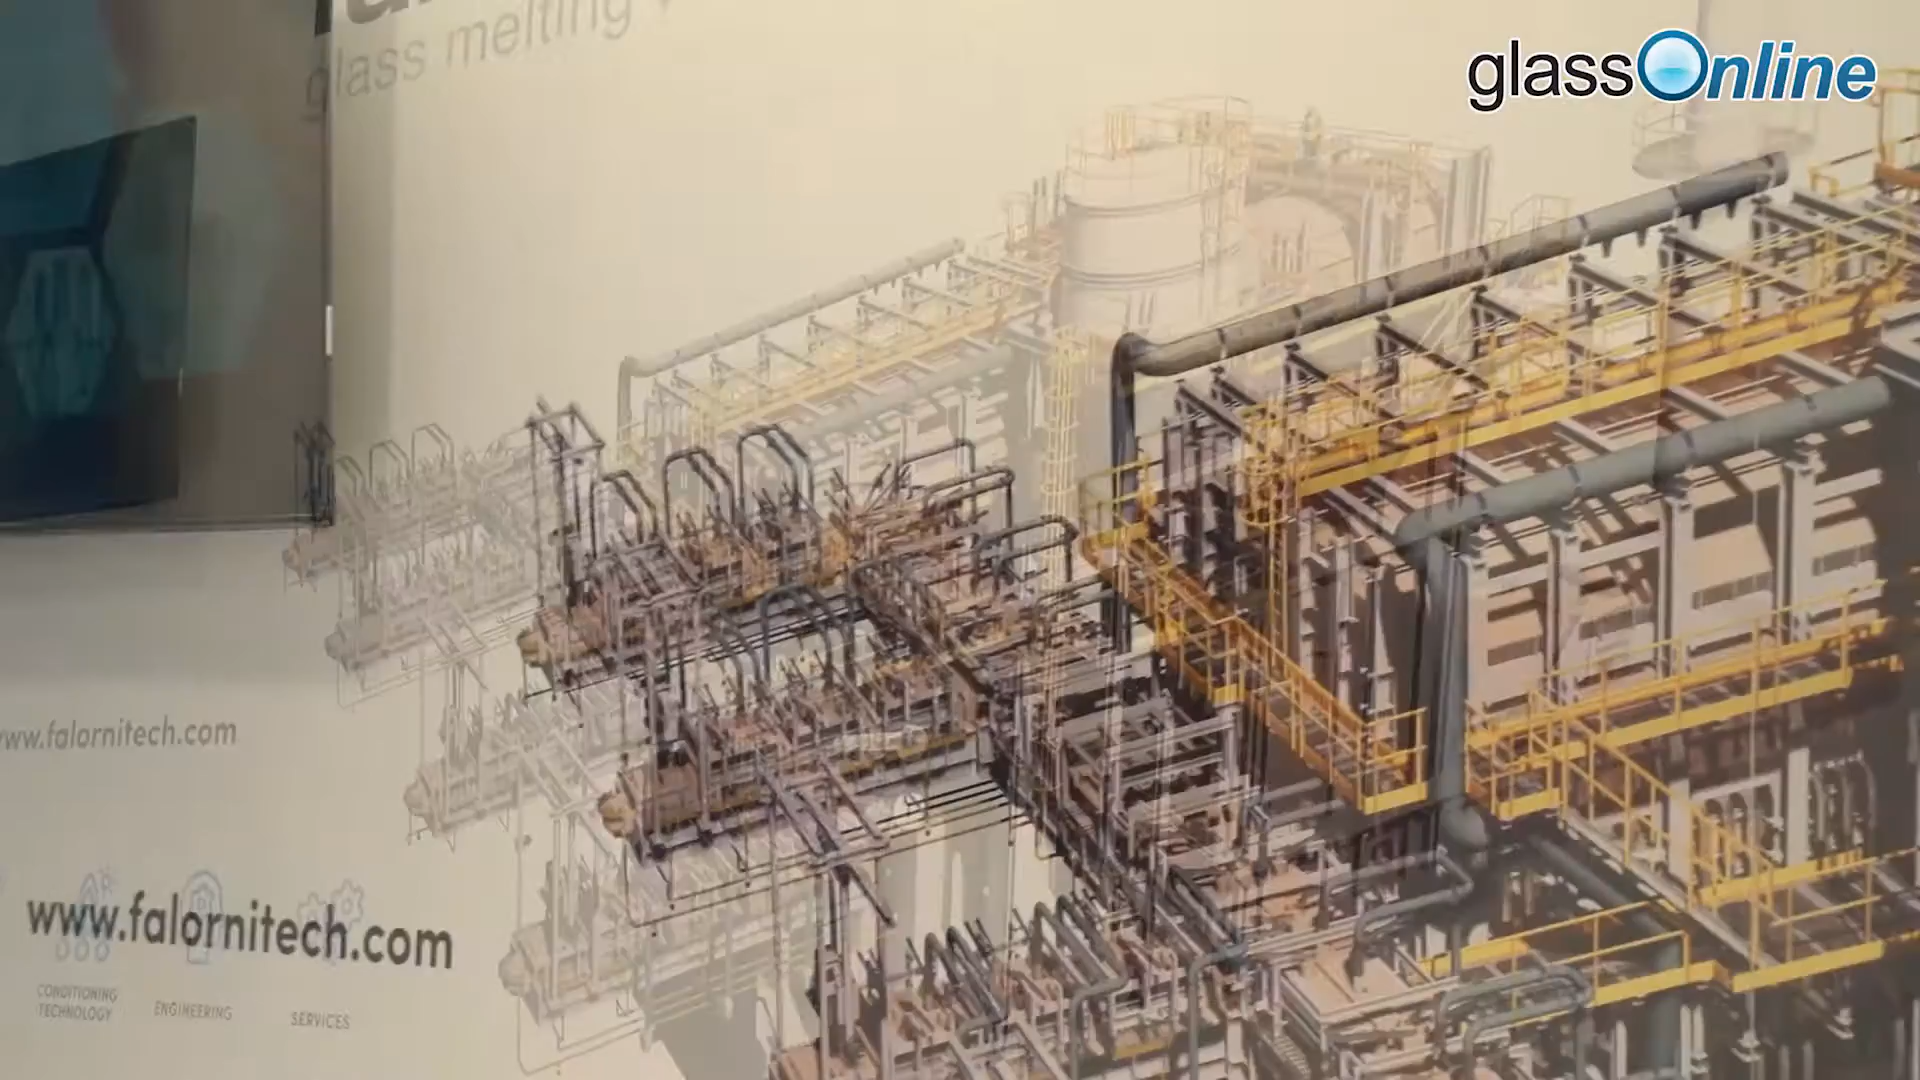 glass melting
glassOnline
www.falornitech.com
www.falornitech.com
CONDITIONING
TECHNOLOGY
ENGINEERING
SERVICES